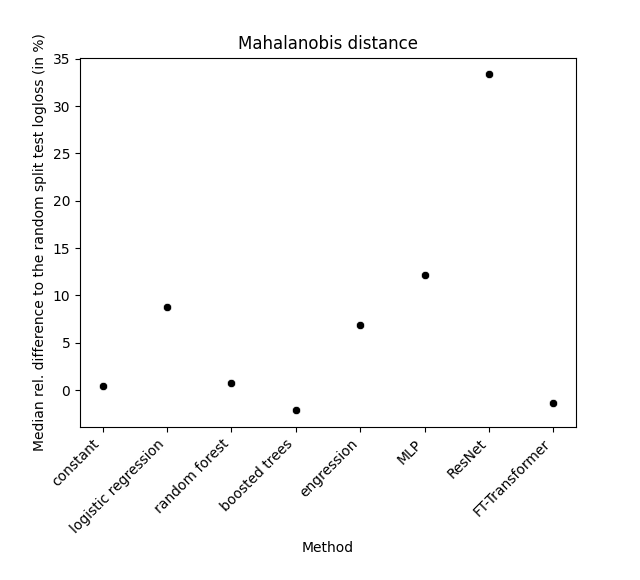 Mahalanobis distance
Median rel. difference to the random split test logloss (in %)
35
30
25
20
15
10
5
0
constant
logistic regression
random forest
boosted trees
engression
MLP
ResNet
FT-Transformer
Method